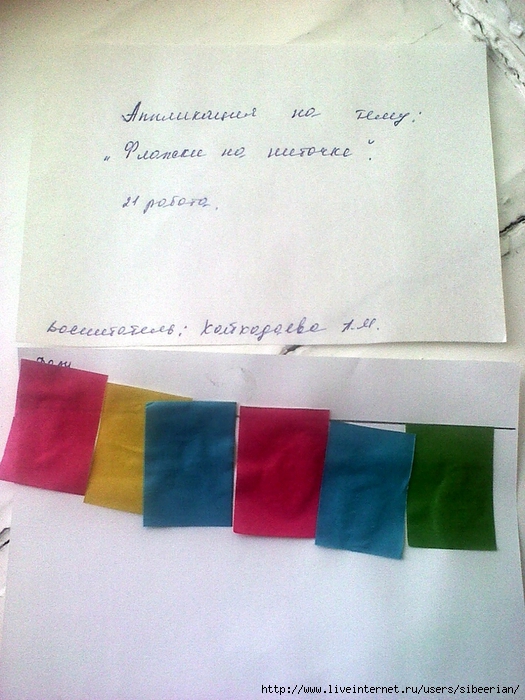 Аппликация на тему:
„Флажки на ниточке".
21 работа.
Воспитатель:
http://www.liveinternet.ru/users/sibeerian/